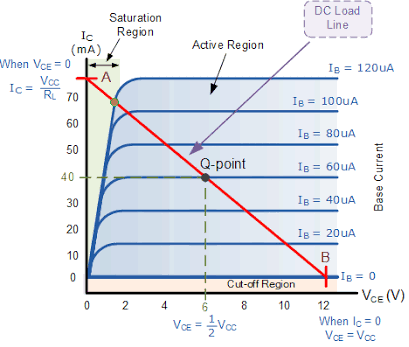 Saturation
Region
DC Load
Line
I_C
(mA)
When V_CE = 0
A
Active Region
I_B = 120uA
I_C = V_CC / R_L
70
I_B = 100uA
60
I_B = 80uA
50
Q-point
I_B = 60uA
40
30
I_B = 40uA
20
I_B = 20uA
10
B
0
I_B = 0
Base Current
Cut-off Region
0
2
4
6
8
10
12
V_CE (V)
V_CE = 1/2 V_CC
When I_C = 0
V_CE = V_CC